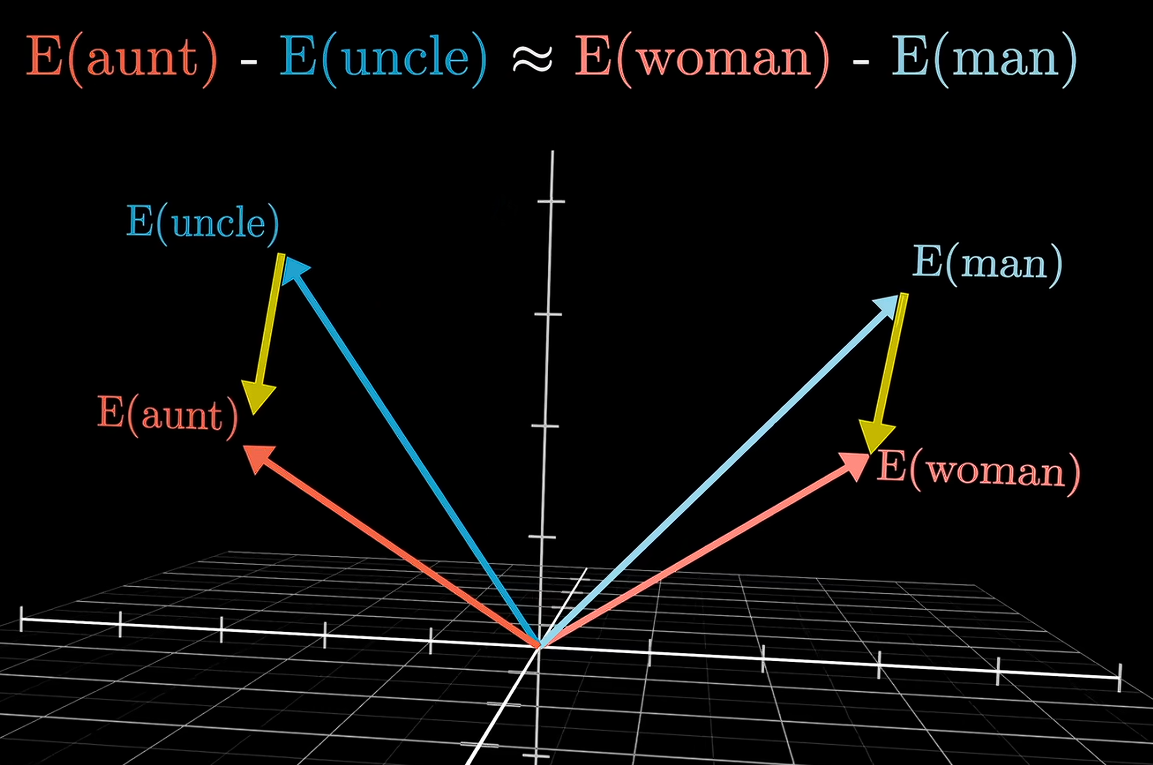 E(aunt) - E(uncle) ≈ E(woman) - E(man)
E(uncle)
E(man)
E(aunt)
E(woman)